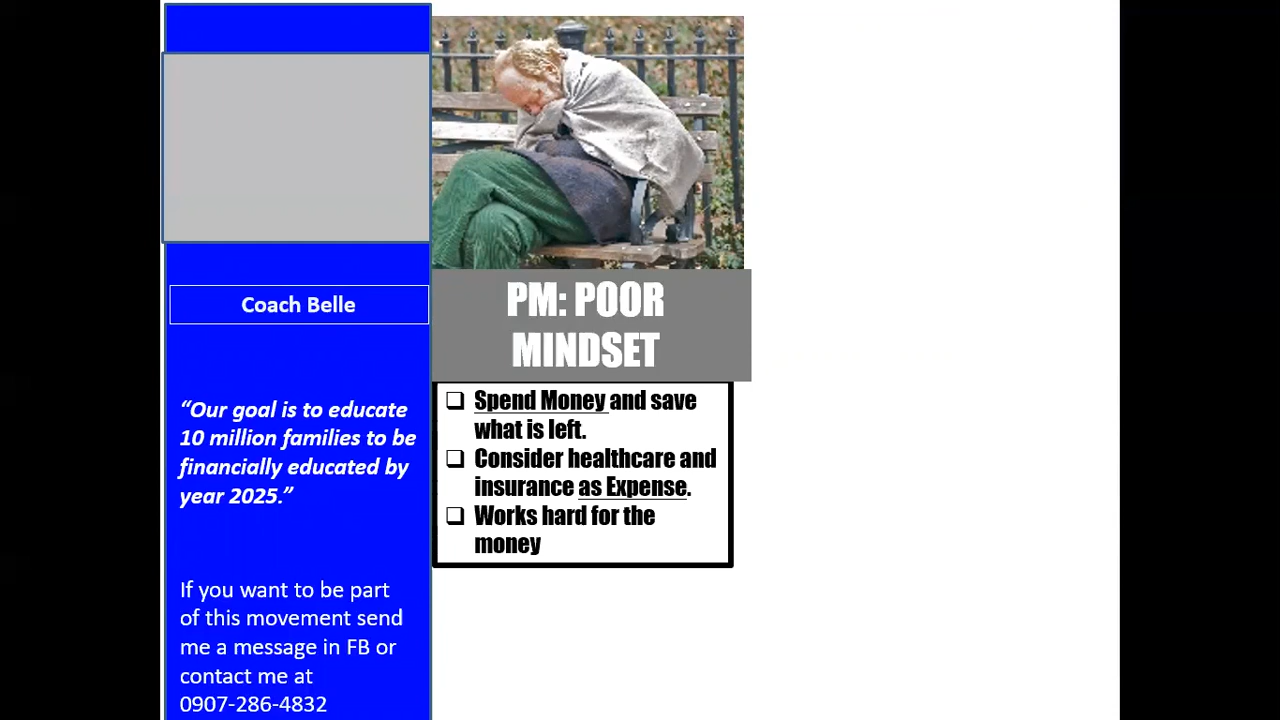 Coach Belle
“Our goal is to educate
10 million families to be
financially educated by
year 2025.”
If you want to be part
of this movement send
me a message in FB or
contact me at
0907-286-4832
PM: POOR
MINDSET
Spend Money and save
what is left.
Consider healthcare and
insurance as Expense.
Works hard for the
money